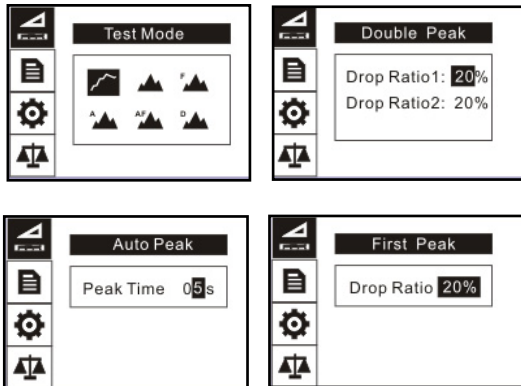 Test Mode
F
A
AF
D
Double Peak
Drop Ratio1: 20%
Drop Ratio2: 20%
Auto Peak
Peak Time 05s
First Peak
Drop Ratio 20%